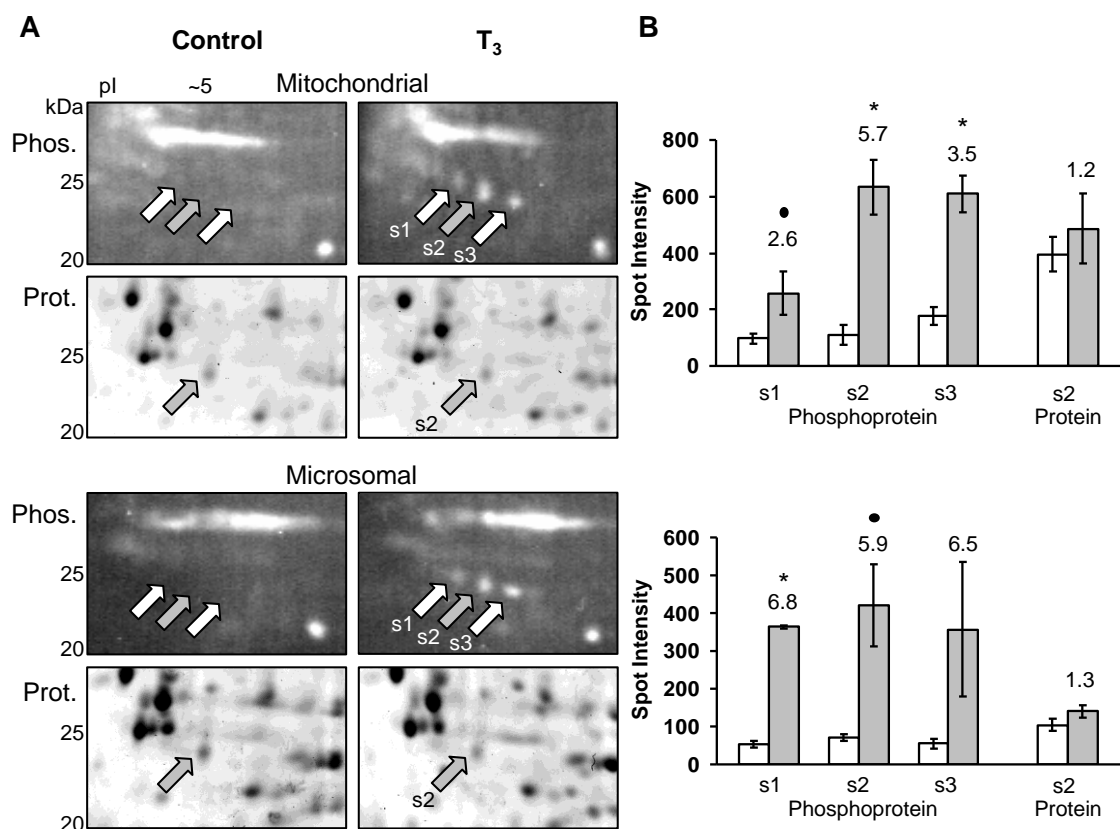 A
Control
T3
pI ~5 Mitochondrial
kDa
Phos.
25
s1
s2
s3
20
Prot.
25
s2
20
Microsomal
Phos.
25
s1
s2
s3
20
Prot.
25
s2
20
B
Spot Intensity
800
600
400
200
0
•
2.6
*
5.7
*
3.5
1.2
s1 s2 s3 s2
Phosphoprotein Protein
Spot Intensity
600
500
400
300
200
100
0
*
6.8
•
5.9
6.5
1.3
s1 s2 s3 s2
Phosphoprotein Protein